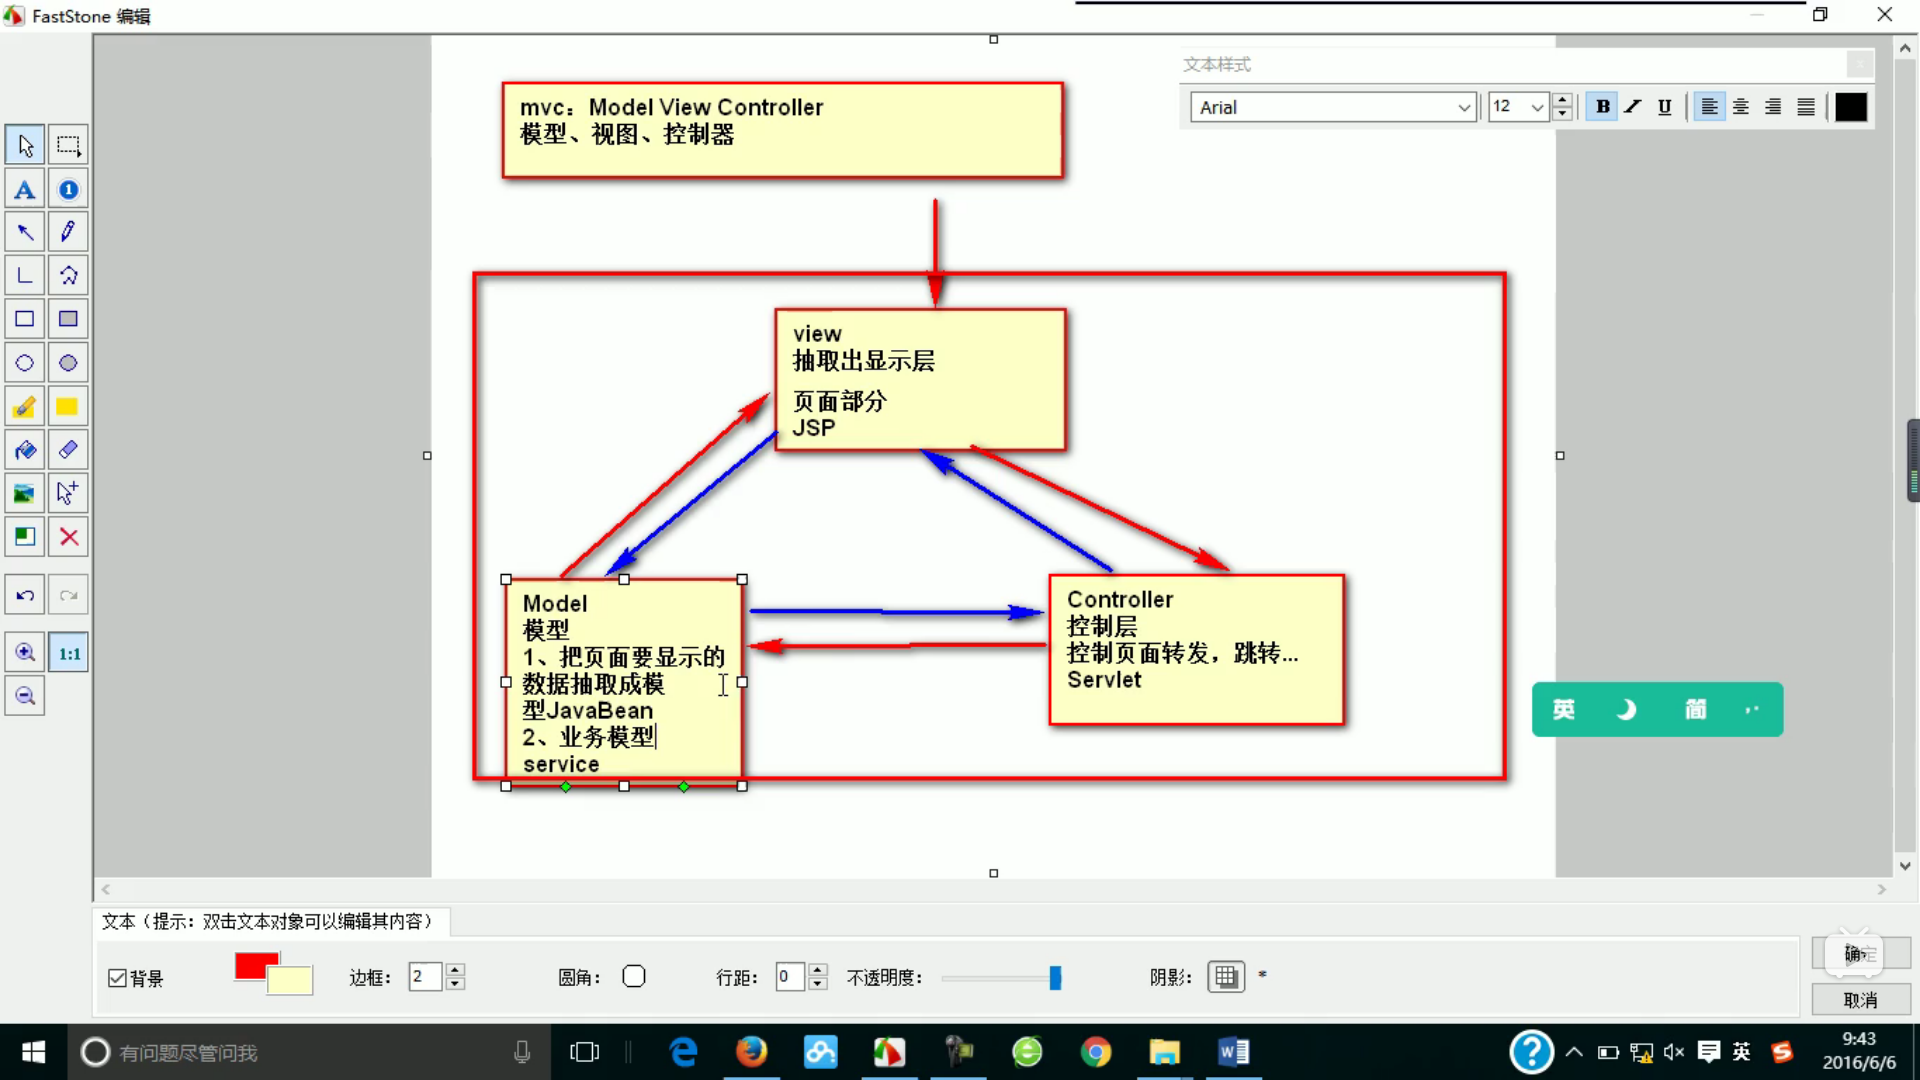 FastStone 编辑
文本样式
Arial
12
B
U
mvc：Model View Controller
模型、视图、控制器
view
抽取出显示层
页面部分
JSP
Model
模型
1、把页面要显示的
数据抽取成模
型JavaBean
2、业务模型
service
Controller
控制层
控制页面转发，跳转...
Servlet
A
1
1:1
英
简
文本（提示：双击文本对象可以编辑其内容）
背景
边框：
2
圆角：
行距：
0
不透明度：
阴影：
*
取消
有问题尽管问我
英
9:43
2016/6/6